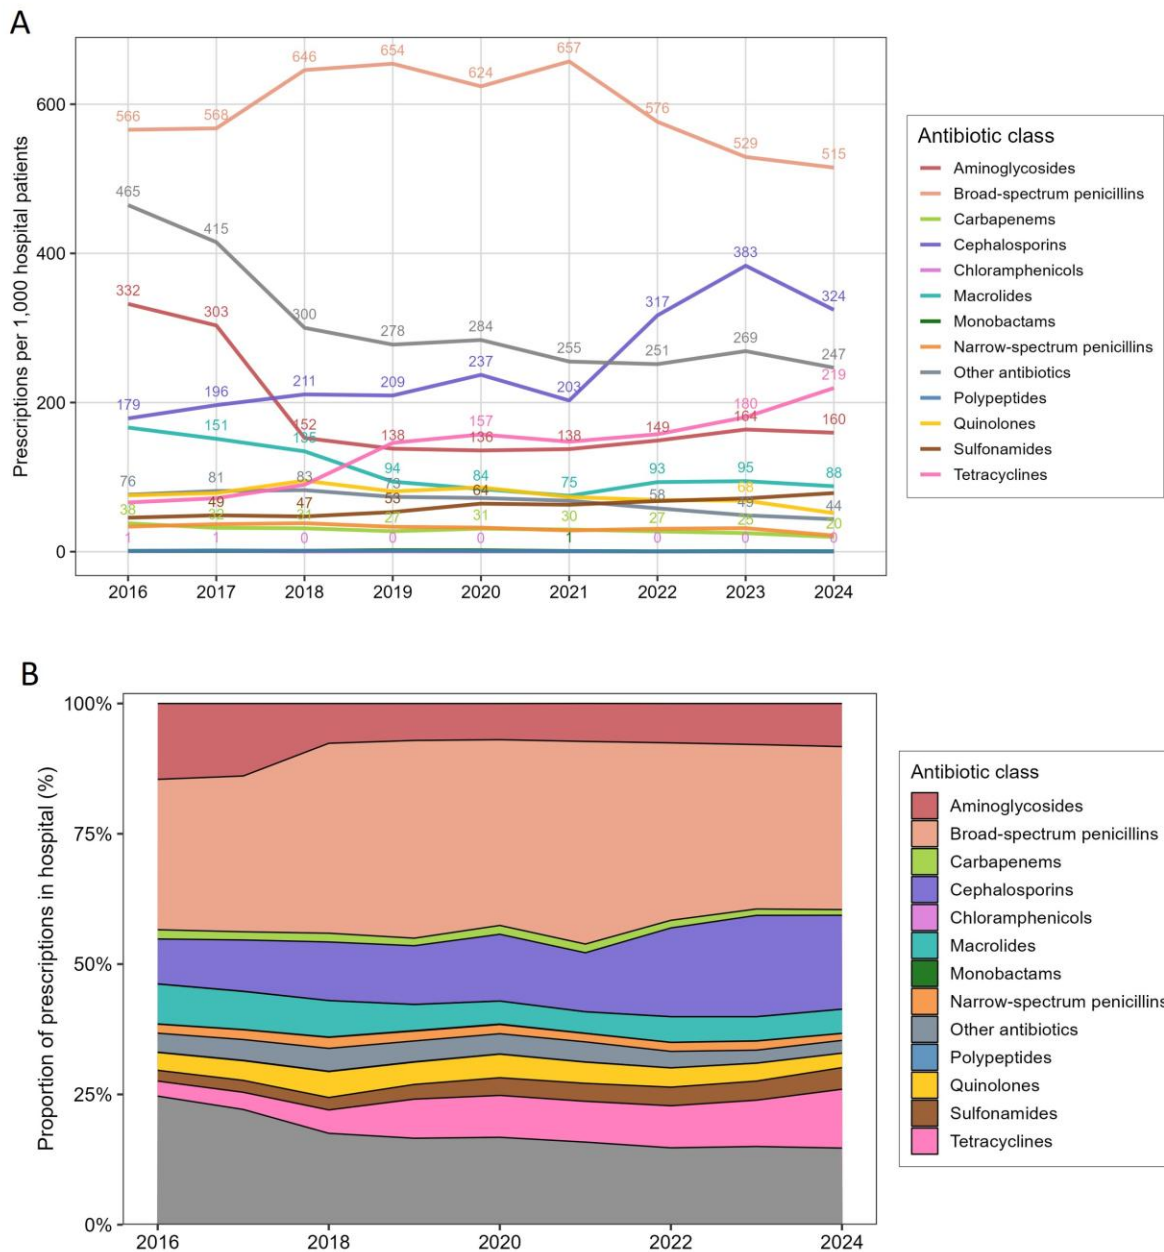 A
Prescriptions per 1,000 hospital patients
600
400
200
0
566 568 646 654 624 657 576 529 515
465 415 300 278 284 255 251 269 247
332 303 152 138 136 138 149 164 160
179 196 211 209 237 203 317 383 324
157 180 219
151 135 94 84 75 93 95 88
76 81 83 73 58 49 44
68
49 47 53 64
38 32 31 27 31 30 27 25 20
1 1 0 0 0 1 0 0 0
2016 2017 2018 2019 2020 2021 2022 2023 2024
Antibiotic class
Aminoglycosides
Broad-spectrum penicillins
Carbapenems
Cephalosporins
Chloramphenicols
Macrolides
Monobactams
Narrow-spectrum penicillins
Other antibiotics
Polypeptides
Quinolones
Sulfonamides
Tetracyclines
B
Proportion of prescriptions in hospital (%)
100%
75%
50%
25%
0%
2016 2018 2020 2022 2024
Antibiotic class
Aminoglycosides
Broad-spectrum penicillins
Carbapenems
Cephalosporins
Chloramphenicols
Macrolides
Monobactams
Narrow-spectrum penicillins
Other antibiotics
Polypeptides
Quinolones
Sulfonamides
Tetracyclines